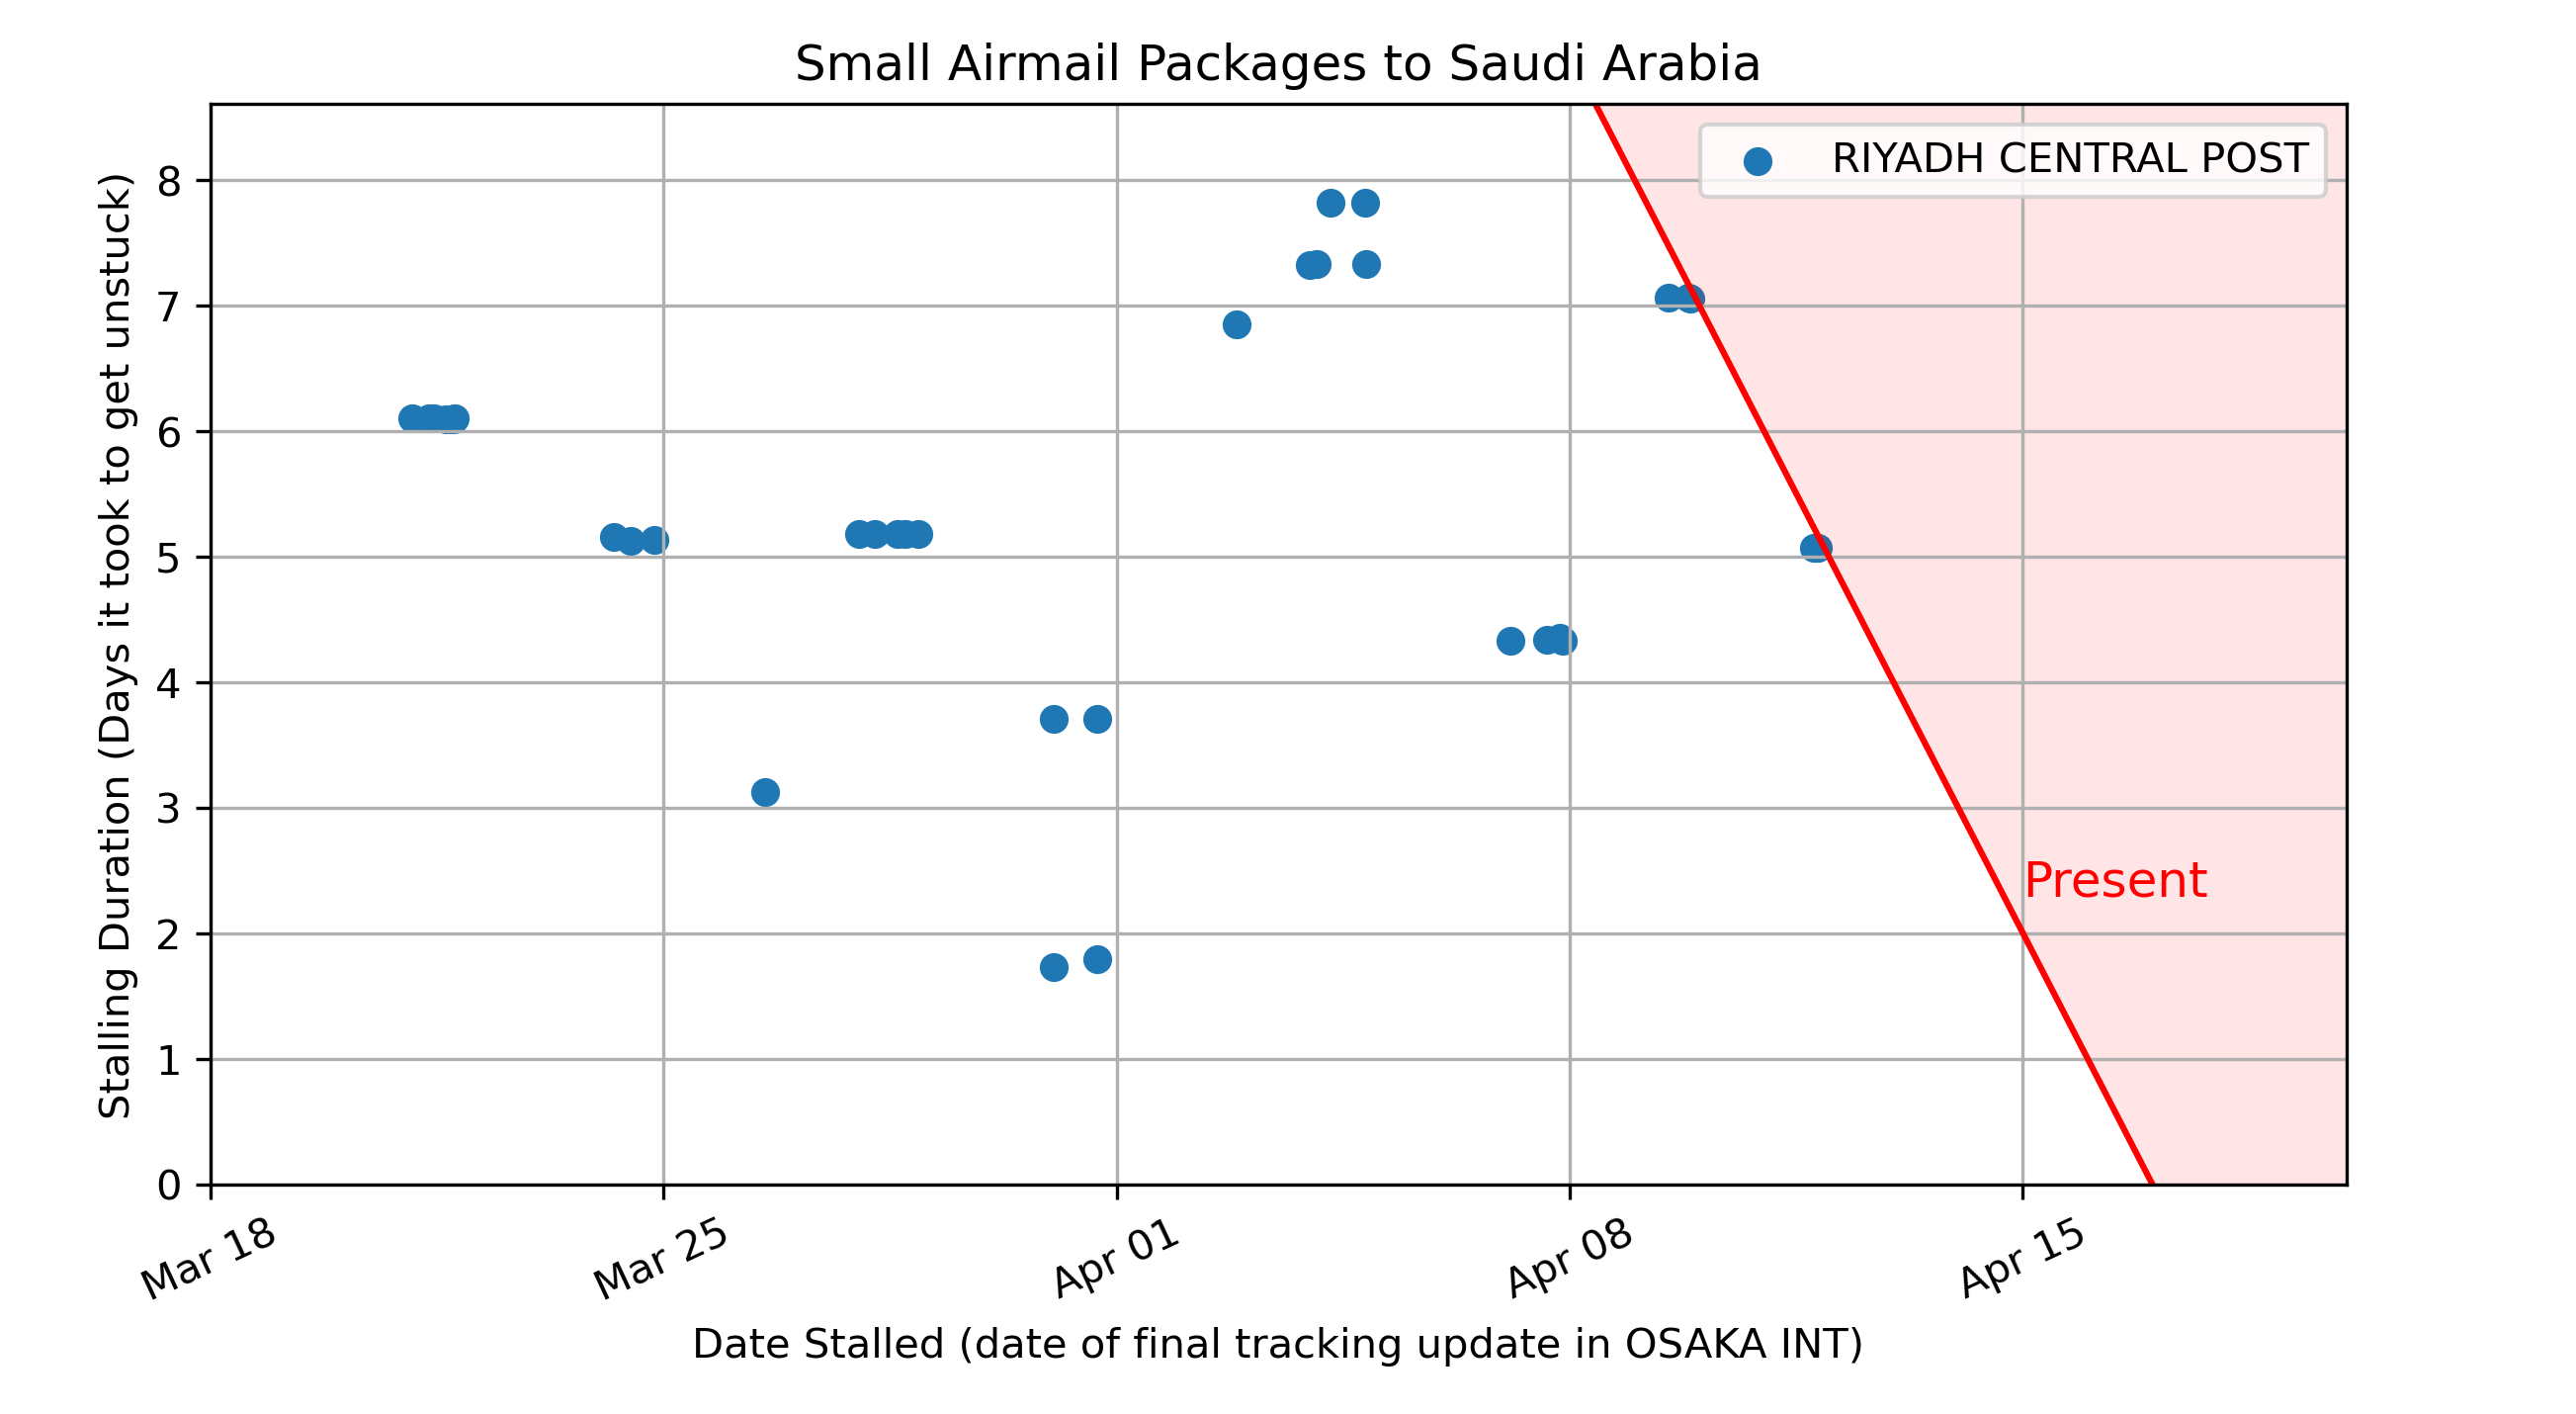 Small Airmail Packages to Saudi Arabia
RIYADH CENTRAL POST
Stalling Duration (Days it took to get unstuck)
8
7
6
5
4
3
2
1
0
Present
Mar 18
Mar 25
Apr 01
Apr 08
Apr 15
Date Stalled (date of final tracking update in OSAKA INT)